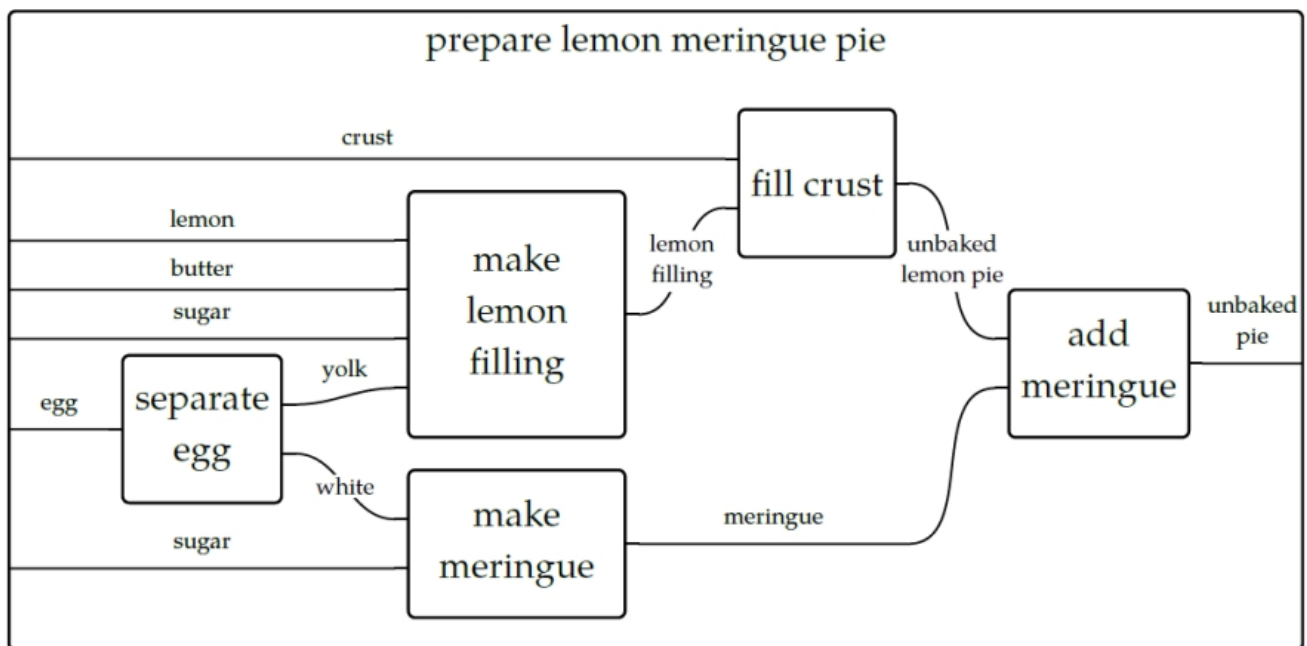 prepare lemon meringue pie
crust
fill crust
lemon
butter
sugar
make
lemon
filling
lemon
filling
unbaked
lemon pie
yolk
egg
separate
egg
white
sugar
make
meringue
meringue
add
meringue
unbaked
pie